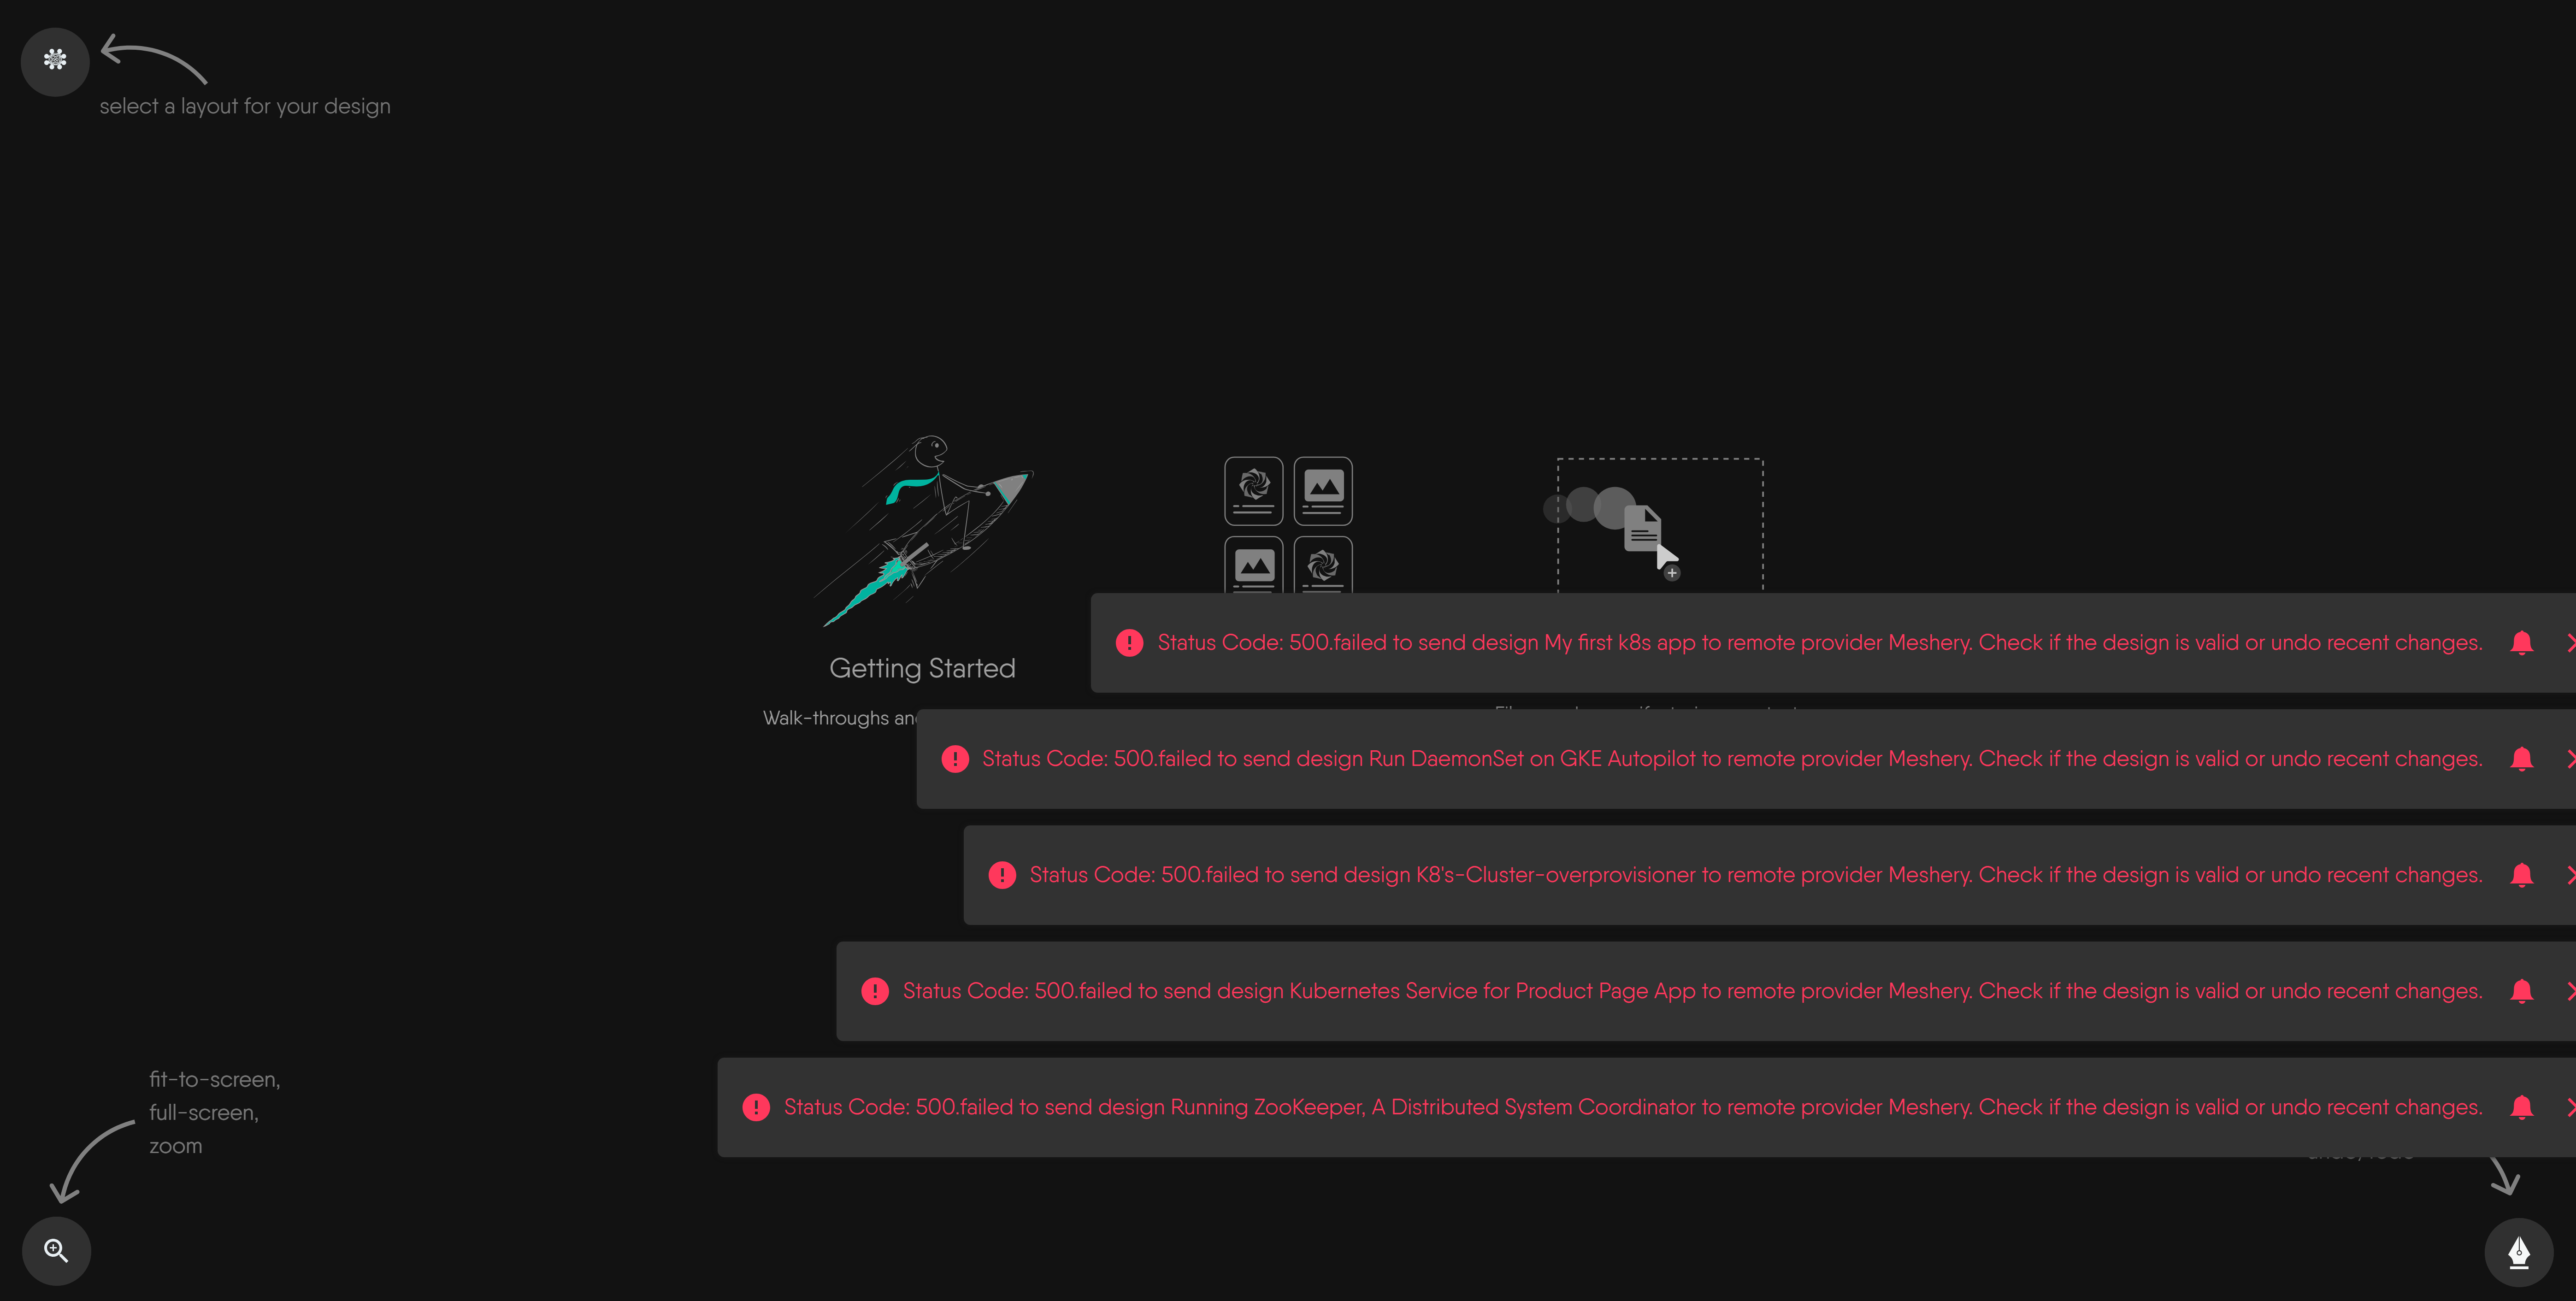 select a layout for your design
Status Code: 500.failed to send design My first k8s app to remote provider Meshery. Check if the design is valid or undo recent changes.
Getting Started
Walk-throughs
Status Code: 500.failed to send design Run DaemonSet on GKE Autopilot to remote provider Meshery. Check if the design is valid or undo recent changes.
Status Code: 500.failed to send design K8's-Cluster-overprovisioner to remote provider Meshery. Check if the design is valid or undo recent changes.
Status Code: 500.failed to send design Kubernetes Service for Product Page App to remote provider Meshery. Check if the design is valid or undo recent changes.
Status Code: 500.failed to send design Running ZooKeeper, A Distributed System Coordinator to remote provider Meshery. Check if the design is valid or undo recent changes.
fit-to-screen,
full-screen,
zoom